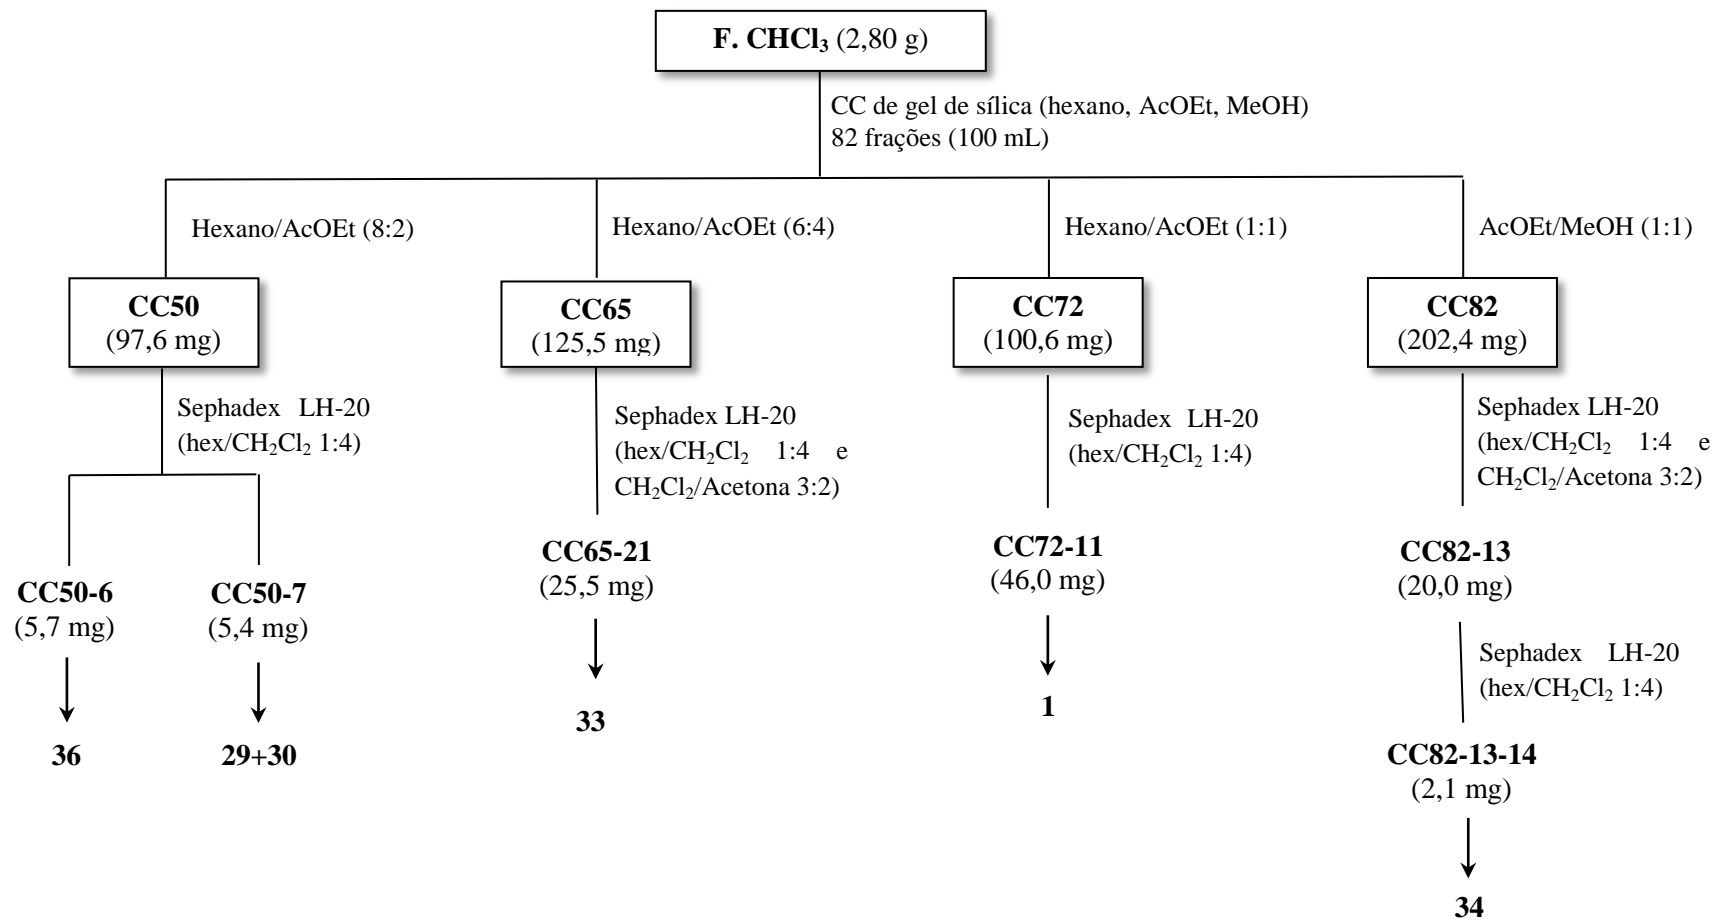 F. CHCl₃ (2,80 g)
CC de gel de sílica (hexano, AcOEt, MeOH)
82 frações (100 mL)
Hexano/AcOEt (8:2)
Hexano/AcOEt (6:4)
Hexano/AcOEt (1:1)
AcOEt/MeOH (1:1)
CC50
(97,6 mg)
CC65
(125,5 mg)
CC72
(100,6 mg)
CC82
(202,4 mg)
Sephadex LH-20
(hex/CH₂Cl₂ 1:4)
Sephadex LH-20
(hex/CH₂Cl₂ 1:4 e
CH₂Cl₂/Acetona 3:2)
Sephadex LH-20
(hex/CH₂Cl₂ 1:4)
Sephadex LH-20
(hex/CH₂Cl₂ 1:4 e
CH₂Cl₂/Acetona 3:2)
CC50-6
(5,7 mg)
CC50-7
(5,4 mg)
CC65-21
(25,5 mg)
CC72-11
(46,0 mg)
CC82-13
(20,0 mg)
Sephadex LH-20
(hex/CH₂Cl₂ 1:4)
36
29+30
33
1
CC82-13-14
(2,1 mg)
34